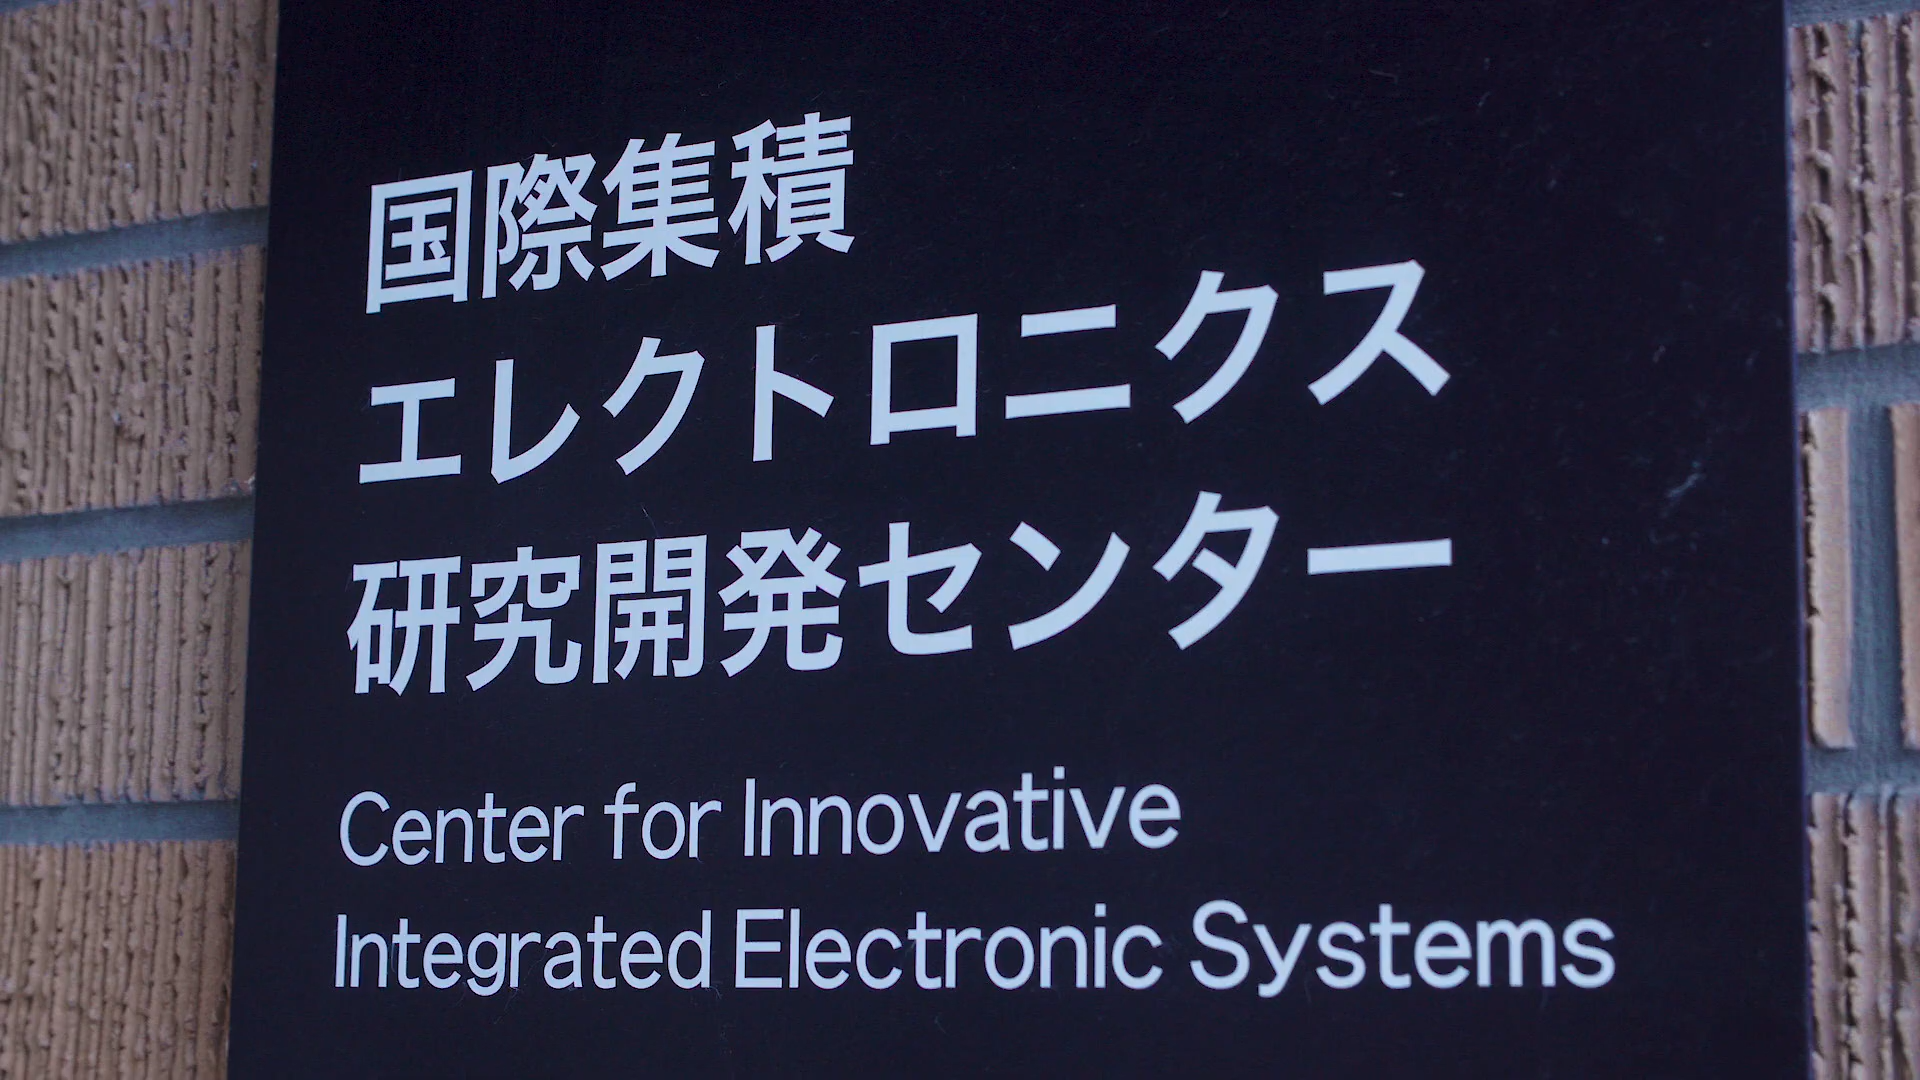 国際集積
エレクトロニクス
研究開発センター
Center for Innovative
Integrated Electronic Systems